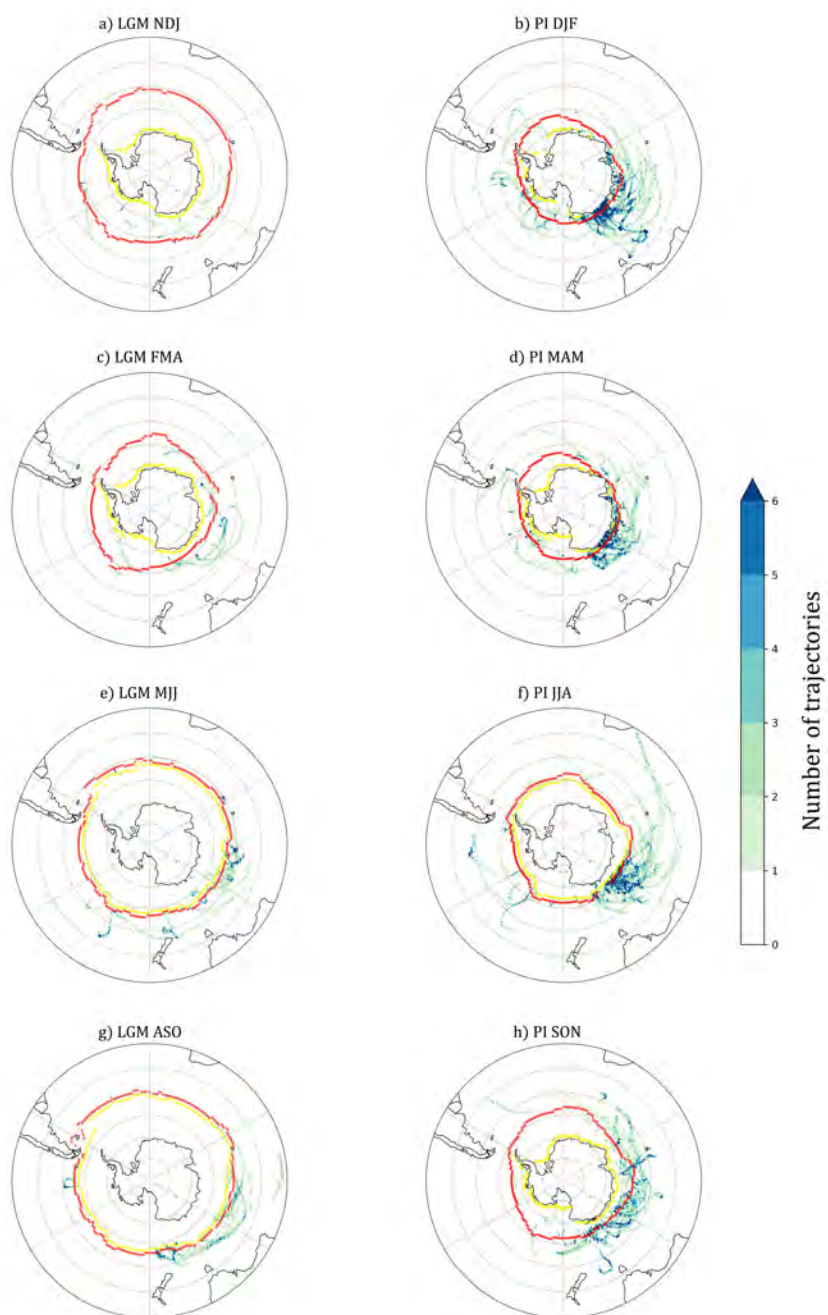 a) LGM NDJ
b) PI DJF
c) LGM FMA
d) PI MAM
e) LGM MJJ
f) PI JJA
g) LGM ASO
h) PI SON
6
5
4
3
2
1
0
Number of trajectories